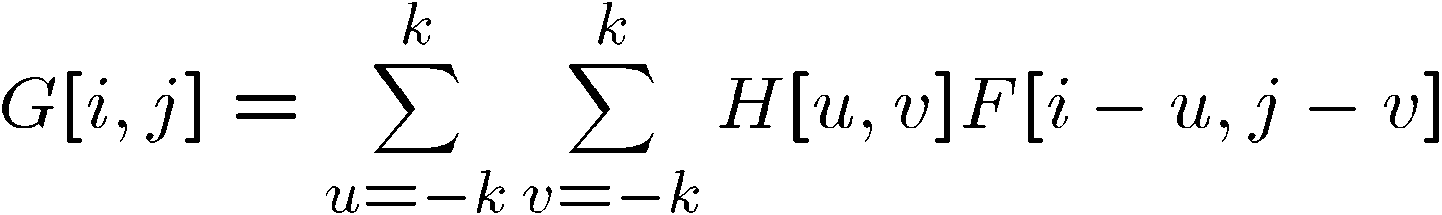 G[i, j] = \sum_{u=-k}^{k} \sum_{v=-k}^{k} H[u, v]F[i − u, j − v]